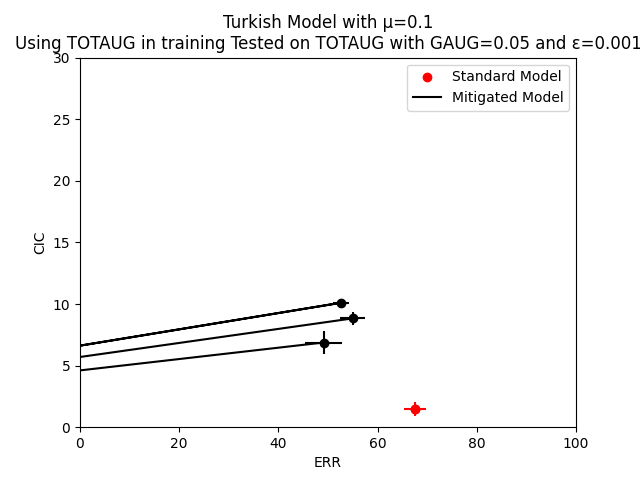 Turkish Model with μ=0.1
Using TOTAUG in training Tested on TOTAUG with GAUG=0.05 and ε=0.001
30
25
20
15
10
5
0
CIC
Standard Model
Mitigated Model
0 20 40 60 80 100
ERR